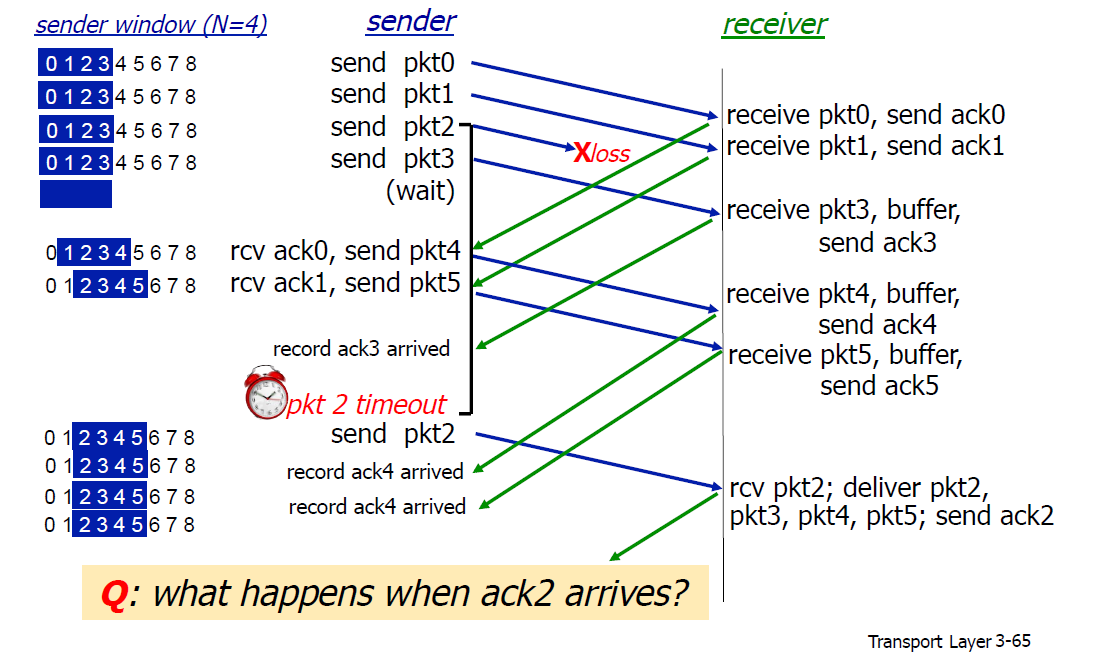 sender window (N=4) sender receiver
0 1 2 3 4 5 6 7 8 send pkt0
0 1 2 3 4 5 6 7 8 send pkt1
receive pkt0, send ack0
0 1 2 3 4 5 6 7 8 send pkt2
receive pkt1, send ack1
Xloss
0 1 2 3 4 5 6 7 8 send pkt3
(wait)
receive pkt3, buffer,
send ack3
0 1 2 3 4 5 6 7 8 rcv ack0, send pkt4
0 1 2 3 4 5 6 7 8 rcv ack1, send pkt5
receive pkt4, buffer,
send ack4
record ack3 arrived
receive pkt5, buffer,
send ack5
pkt 2 timeout
0 1 2 3 4 5 6 7 8 send pkt2
0 1 2 3 4 5 6 7 8 record ack4 arrived
0 1 2 3 4 5 6 7 8 record ack4 arrived
0 1 2 3 4 5 6 7 8
rcv pkt2; deliver pkt2,
pkt3, pkt4, pkt5; send ack2
Q: what happens when ack2 arrives?
Transport Layer 3-65